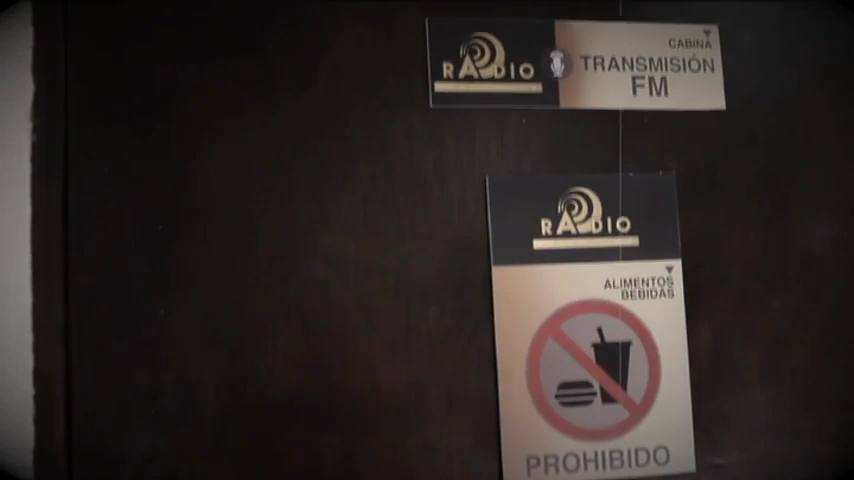 RADIO
CABINA
TRANSMISIÓN
FM
RADIO
ALIMENTOS
BEBIDAS
PROHIBIDO